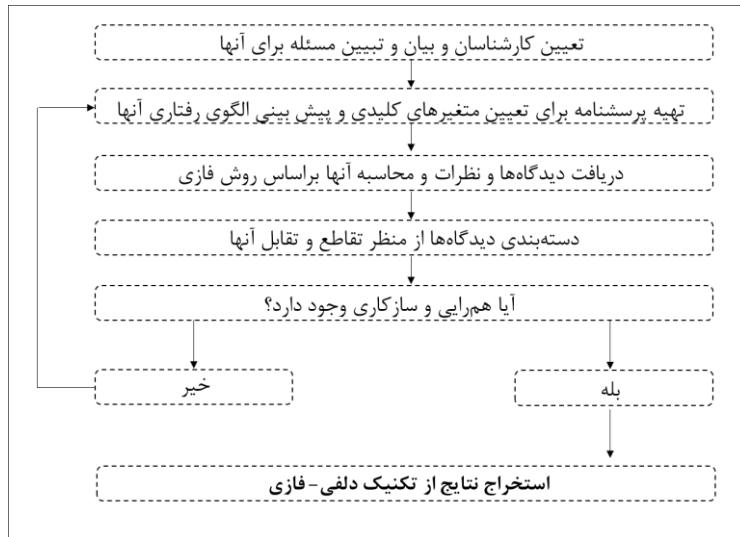 تعیین کارشناسان و بیان و تبیین مسئله برای آنها
تهیه پرسشنامه برای تعیین متغیرهای کلیدی و پیش بینی الگوی رفتاری آنها
دریافت دیدگاه‌ها و نظرات و محاسبه آنها براساس روش فازی
دسته‌بندی دیدگاه‌ها از منظر تقاطع و تقابل آنها
آیا هم‌رایی و سازکاری وجود دارد؟
بله
خیر
استخراج نتایج از تکنیک دلفی-فازی